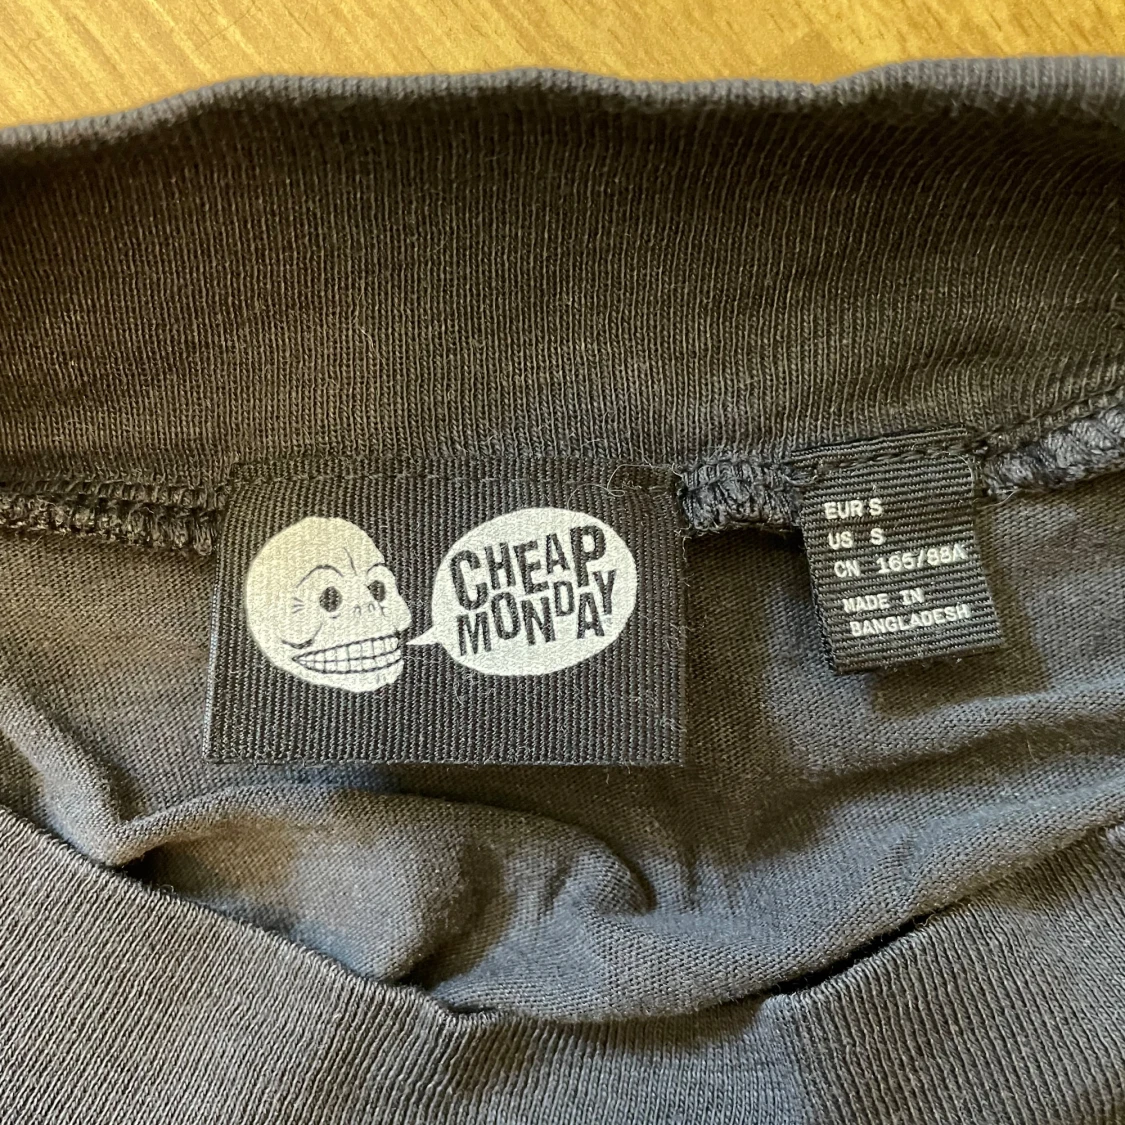 CHEAP
MONDAY
EUR S
US S
CN 165/88A
MADE IN
BANGLADESH